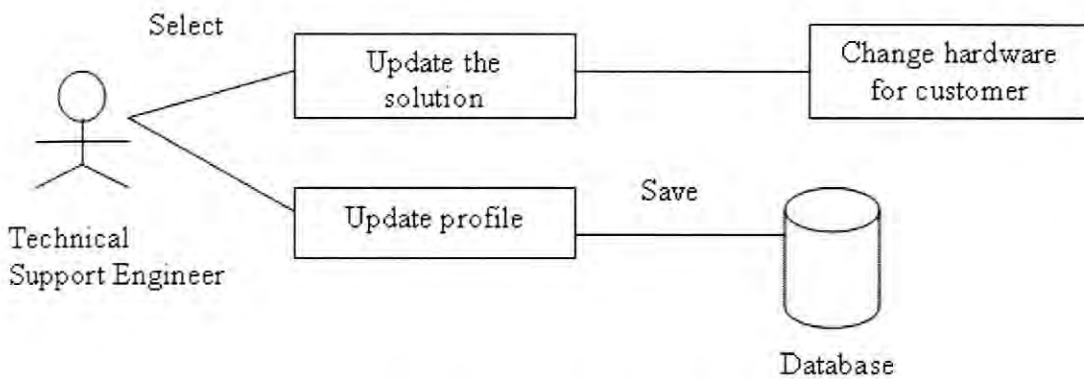 Select
Update the
solution
Change hardware
for customer
Technical
Support Engineer
Update profile
Save
Database